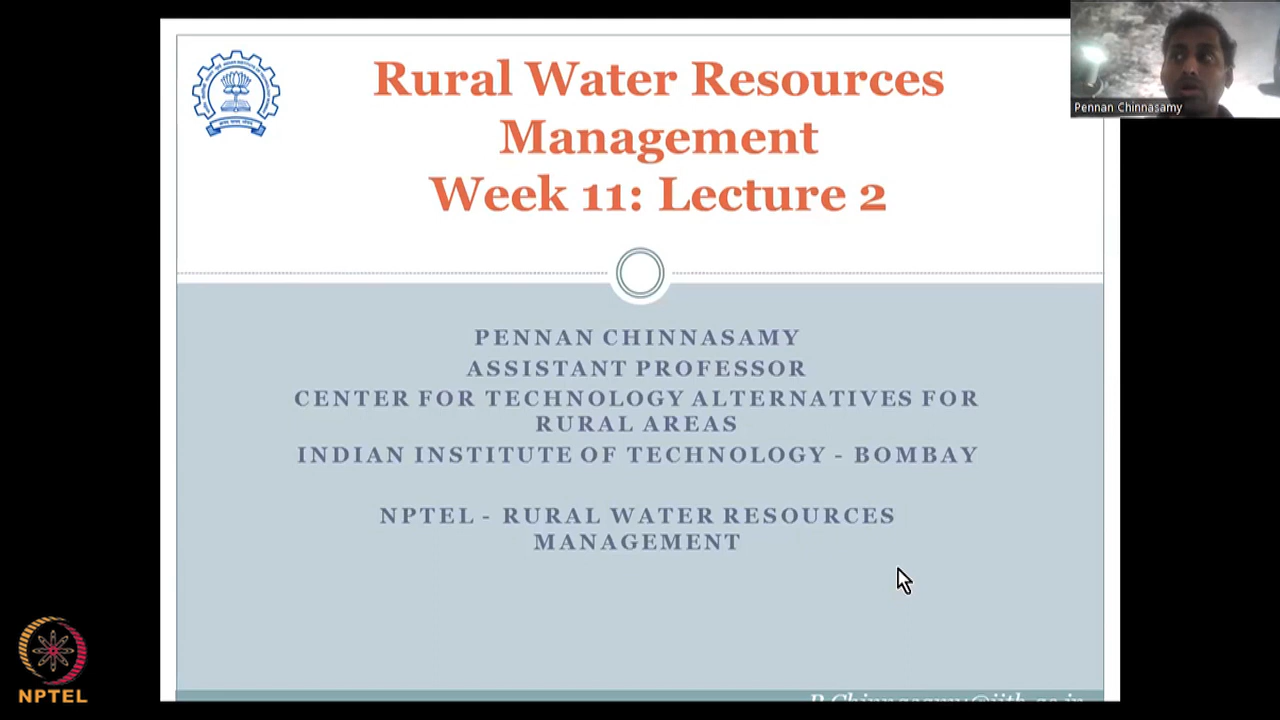 Rural Water Resources
Management
Week 11: Lecture 2
Pennan Chinnasamy
PENNAN CHINNASAMY
ASSISTANT PROFESSOR
CENTER FOR TECHNOLOGY ALTERNATIVES FOR
RURAL AREAS
INDIAN INSTITUTE OF TECHNOLOGY - BOMBAY
NPTEL - RURAL WATER RESOURCES
MANAGEMENT
NPTEL